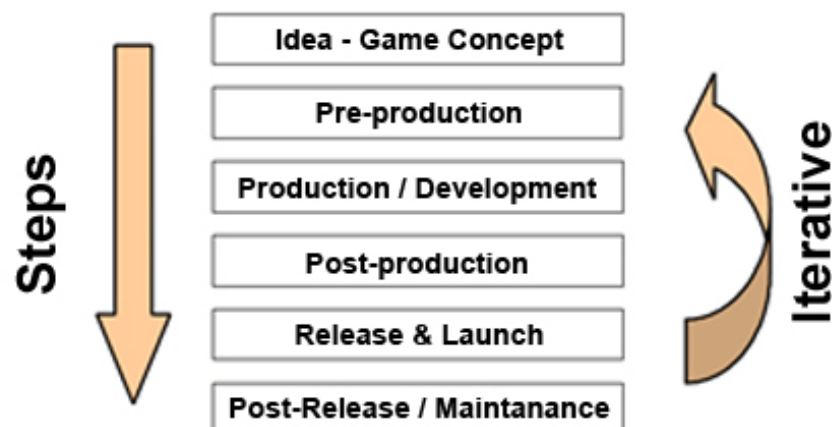 Idea - Game Concept
Pre-production
Production / Development
Post-production
Release & Launch
Post-Release / Maintanance
Steps
Iterative